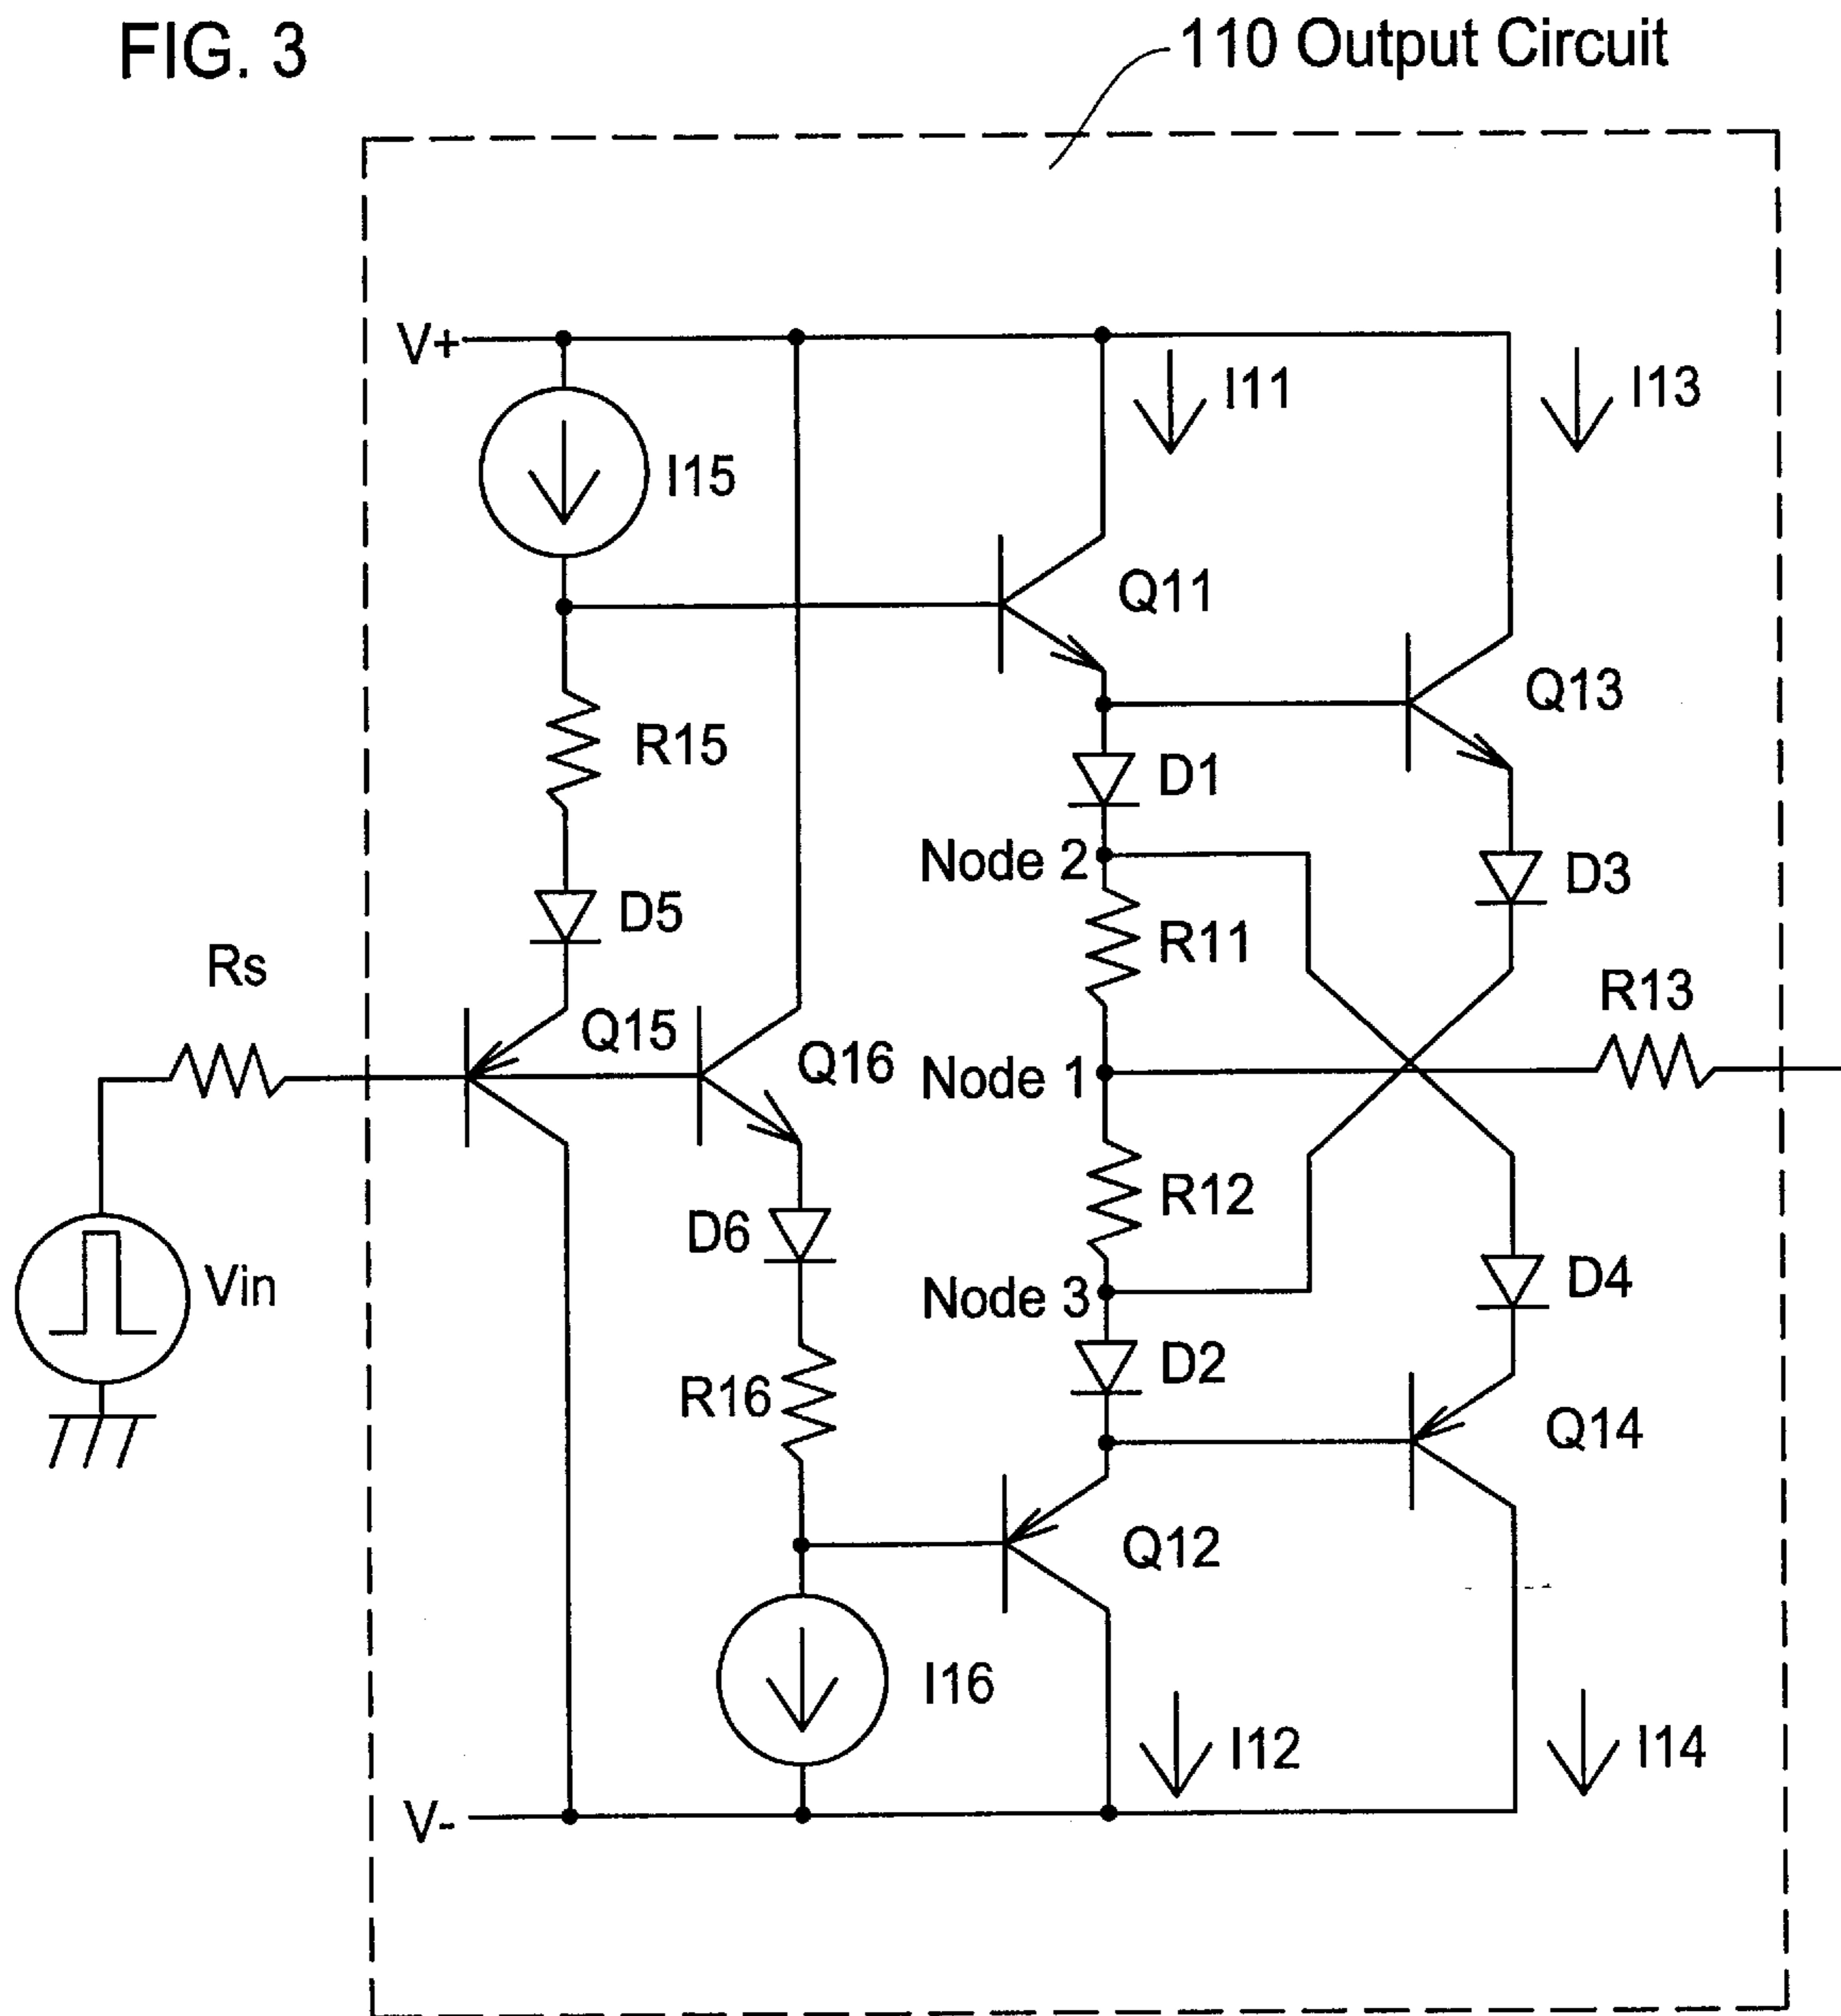 FIG. 3
110 Output Circuit
V+
I11
I13
I15
Q11
Q13
R15
D1
Node 2
D3
D5
R11
Rs
R13
Q15
Q16
Node 1
R12
D6
Vin
Node 3
D4
D2
R16
Q14
Q12
I16
I12
I14
V-